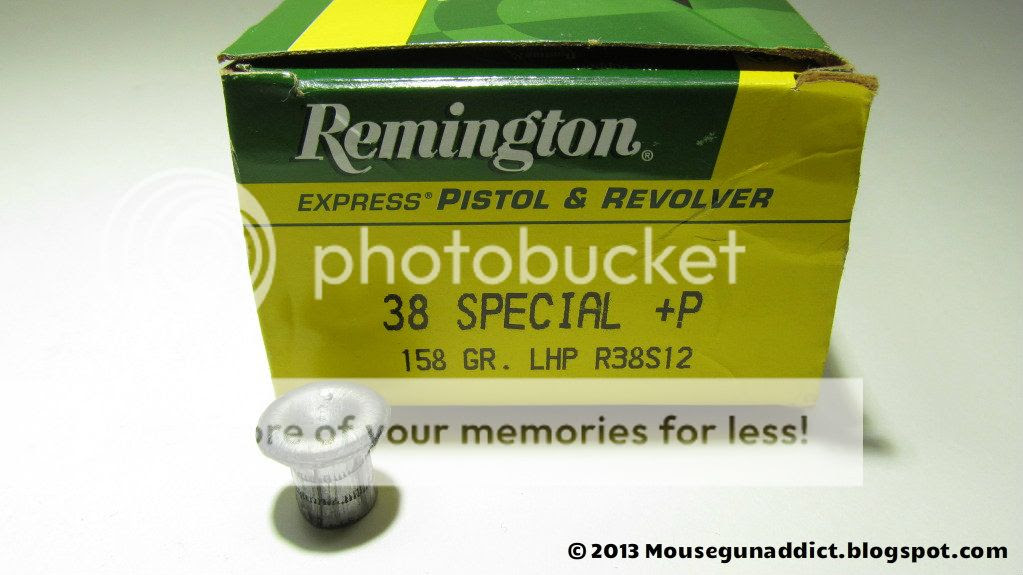 Remington®
EXPRESS® PISTOL & REVOLVER
photobucket
38 SPECIAL +P
158 GR. LHP R38S12
ore of your memories for less!
© 2013 Mousegunaddict.blogspot.com